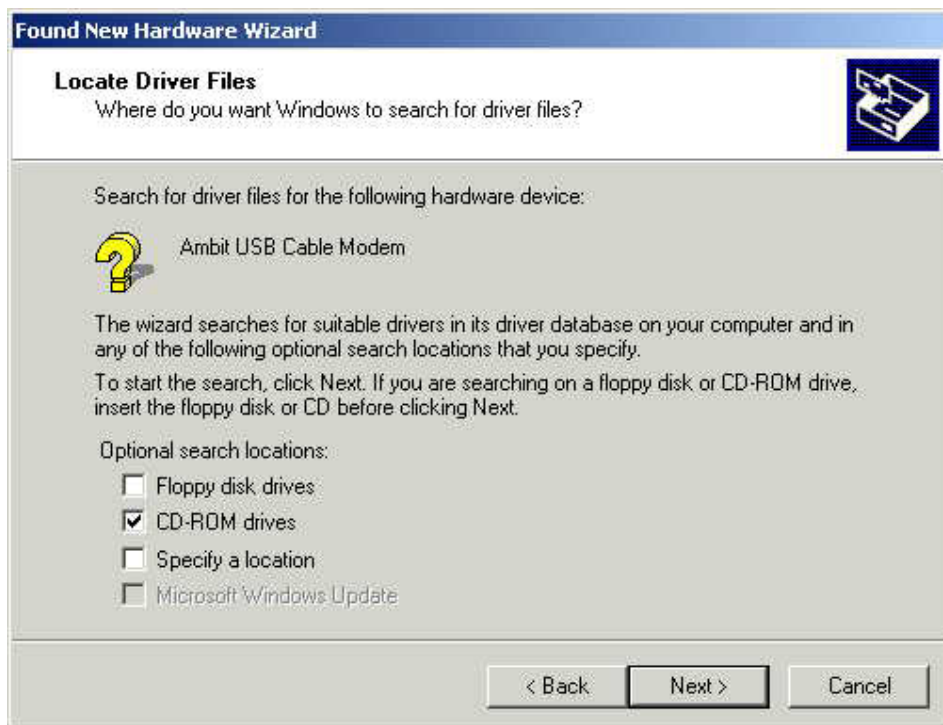 Found New Hardware Wizard
Locate Driver Files
Where do you want Windows to search for driver files?
Search for driver files for the following hardware device:
Ambit USB Cable Modem
The wizard searches for suitable drivers in its driver database on your computer and in
any of the following optional search locations that you specify.
To start the search, click Next. If you are searching on a floppy disk or CD-ROM drive,
insert the floppy disk or CD before clicking Next.
Optional search locations:
Floppy disk drives
CD-ROM drives
Specify a location
Microsoft Windows Update
< Back Next > Cancel